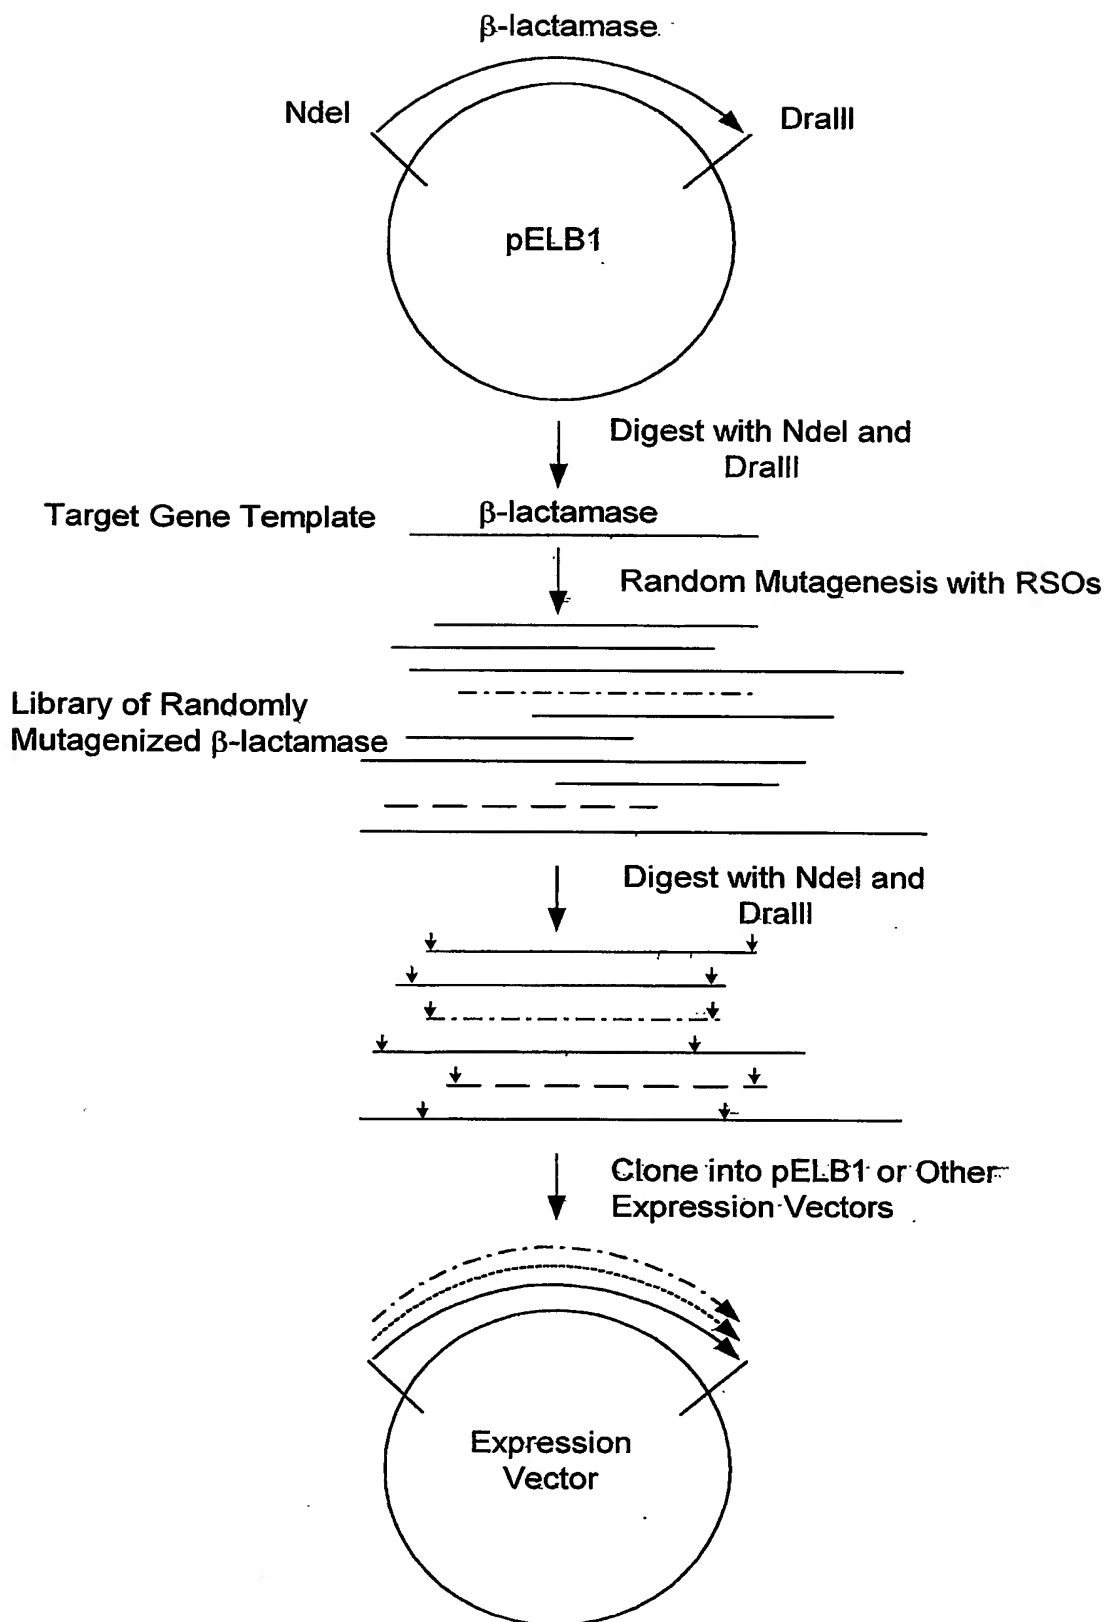 β-lactamase
NdeI
DraIII
pELB1
Digest with NdeI and
DraIII
Target Gene Template
β-lactamase
Random Mutagenesis with RSOs
Library of Randomly
Mutagenized β-lactamase
Digest with NdeI and
DraIII
Clone into pELB1 or Other
Expression Vectors
Expression
Vector